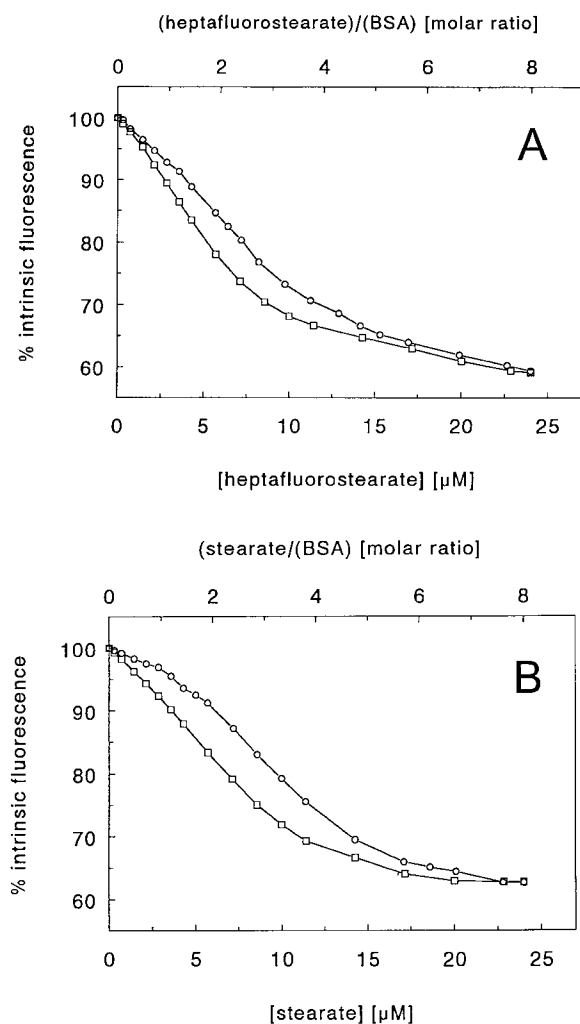 (heptafluorostearate)/(BSA) [molar ratio]
0 2 4 6 8
A
100
90
80
70
60
% intrinsic fluorescence
0 5 10 15 20 25
[heptafluorostearate] [µM]
(stearate/(BSA) [molar ratio]
0 2 4 6 8
B
100
90
80
70
60
% intrinsic fluorescence
0 5 10 15 20 25
[stearate] [µM]